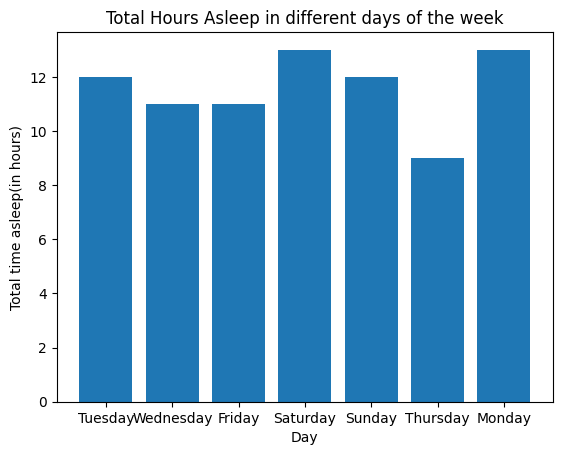 Total Hours Asleep in different days of the week
Total time asleep(in hours)
12
10
8
6
4
2
0
Tuesday Wednesday Friday Saturday Sunday Thursday Monday
Day